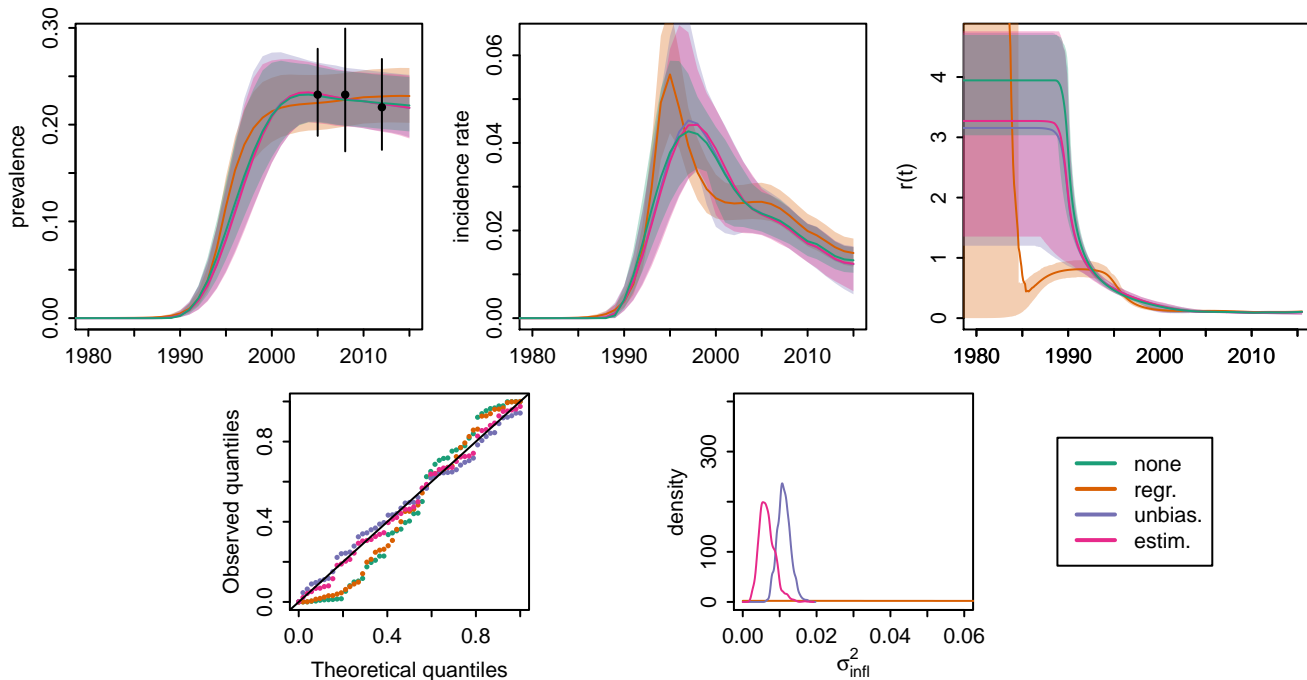 0.00 0.10 0.20 0.30
prevalence
1980 1990 2000 2010
0.00 0.02 0.04 0.06
incidence rate
1980 1990 2000 2010
0 1 2 3 4
r(t)
1980 1990 2000 2010
0.0 0.4 0.8
Observed quantiles
0.0 0.4 0.8
Theoretical quantiles
0 100 300
density
0.00 0.02 0.04 0.06
σ²infl
none
regr.
unbias.
estim.